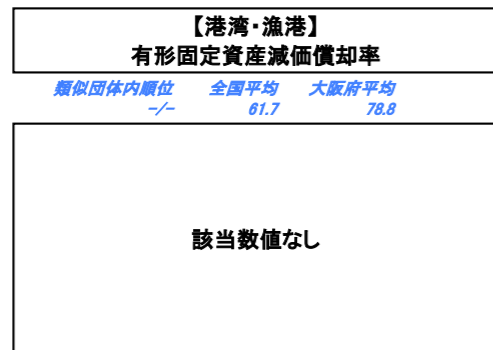 【港湾・漁港】
有形固定資産減価償却率
類似団体内順位 全国平均 大阪府平均
-/- 61.7 78.8
該当数値なし